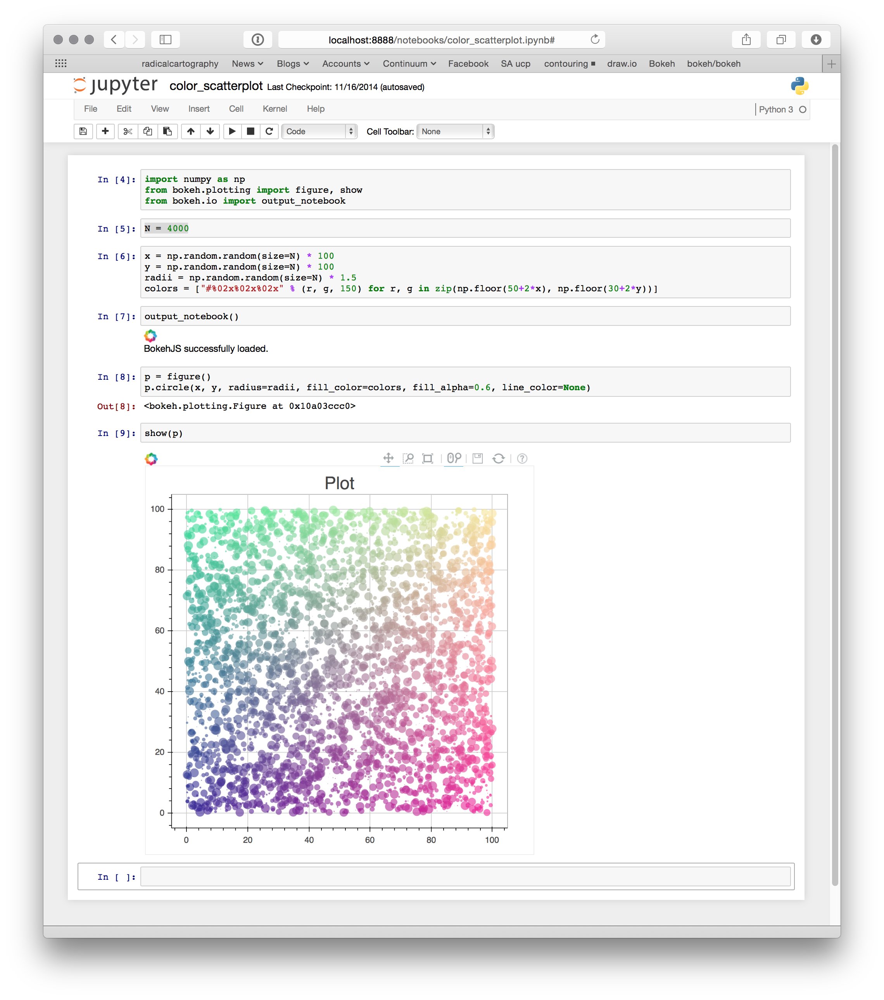 localhost:8888/notebooks/color_scatterplot.ipynb#
radicalcartography News Blogs Accounts Continuum Facebook SA ucp contouring draw.io Bokeh bokeh/bokeh
jupyter color_scatterplot Last Checkpoint: 11/16/2014 (autosaved)
File Edit View Insert Cell Kernel Help Python 3
Code Cell Toolbar: None
In [4]: import numpy as np
from bokeh.plotting import figure, show
from bokeh.io import output_notebook
In [5]: N = 4000
In [6]: x = np.random.random(size=N) * 100
y = np.random.random(size=N) * 100
radii = np.random.random(size=N) * 1.5
colors = ["#%02x%02x%02x" % (r, g, 150) for r, g in zip(np.floor(50+2*x), np.floor(30+2*y))]
In [7]: output_notebook()
BokehJS successfully loaded.
In [8]: p = figure()
p.circle(x, y, radius=radii, fill_color=colors, fill_alpha=0.6, line_color=None)
Out[8]: <bokeh.plotting.Figure at 0x10a03ccc0>
In [9]: show(p)
?
Plot
100
80
60
40
20
0
0 20 40 60 80 100
In [ ]: